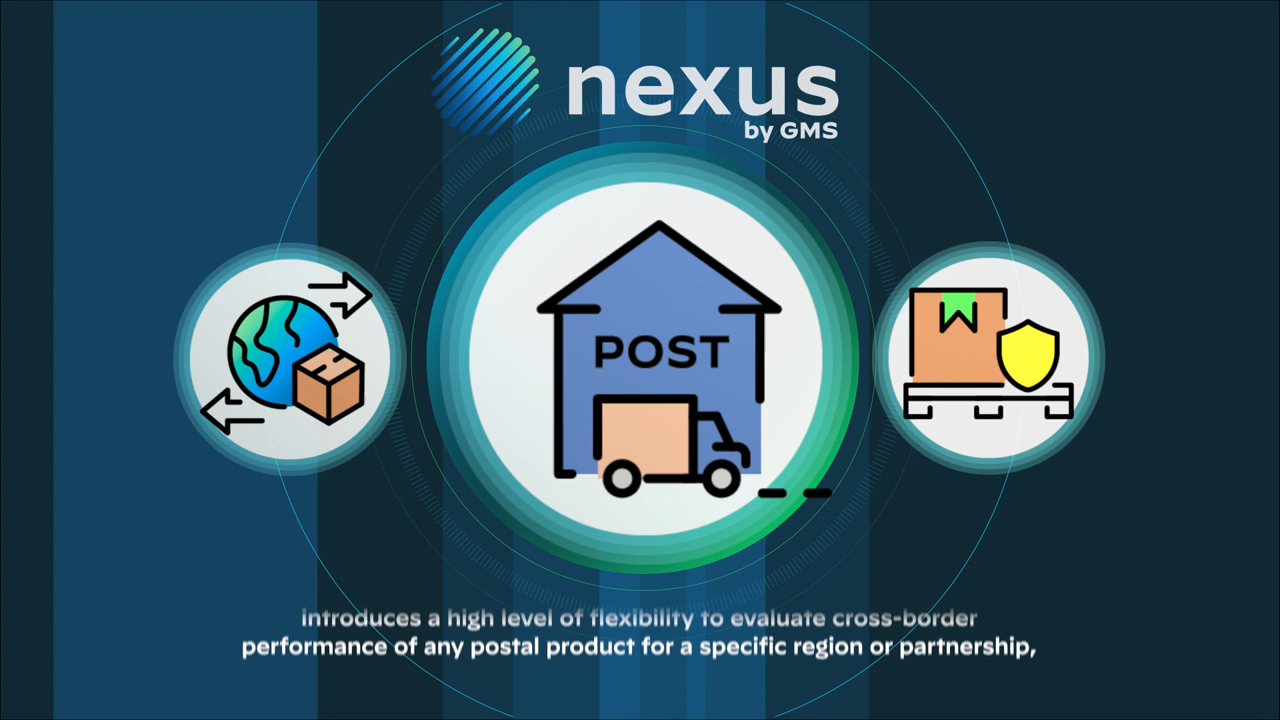 nexus
by GMS
POST
introduces a high level of flexibility to evaluate cross-border
performance of any postal product for a specific region or partnership,